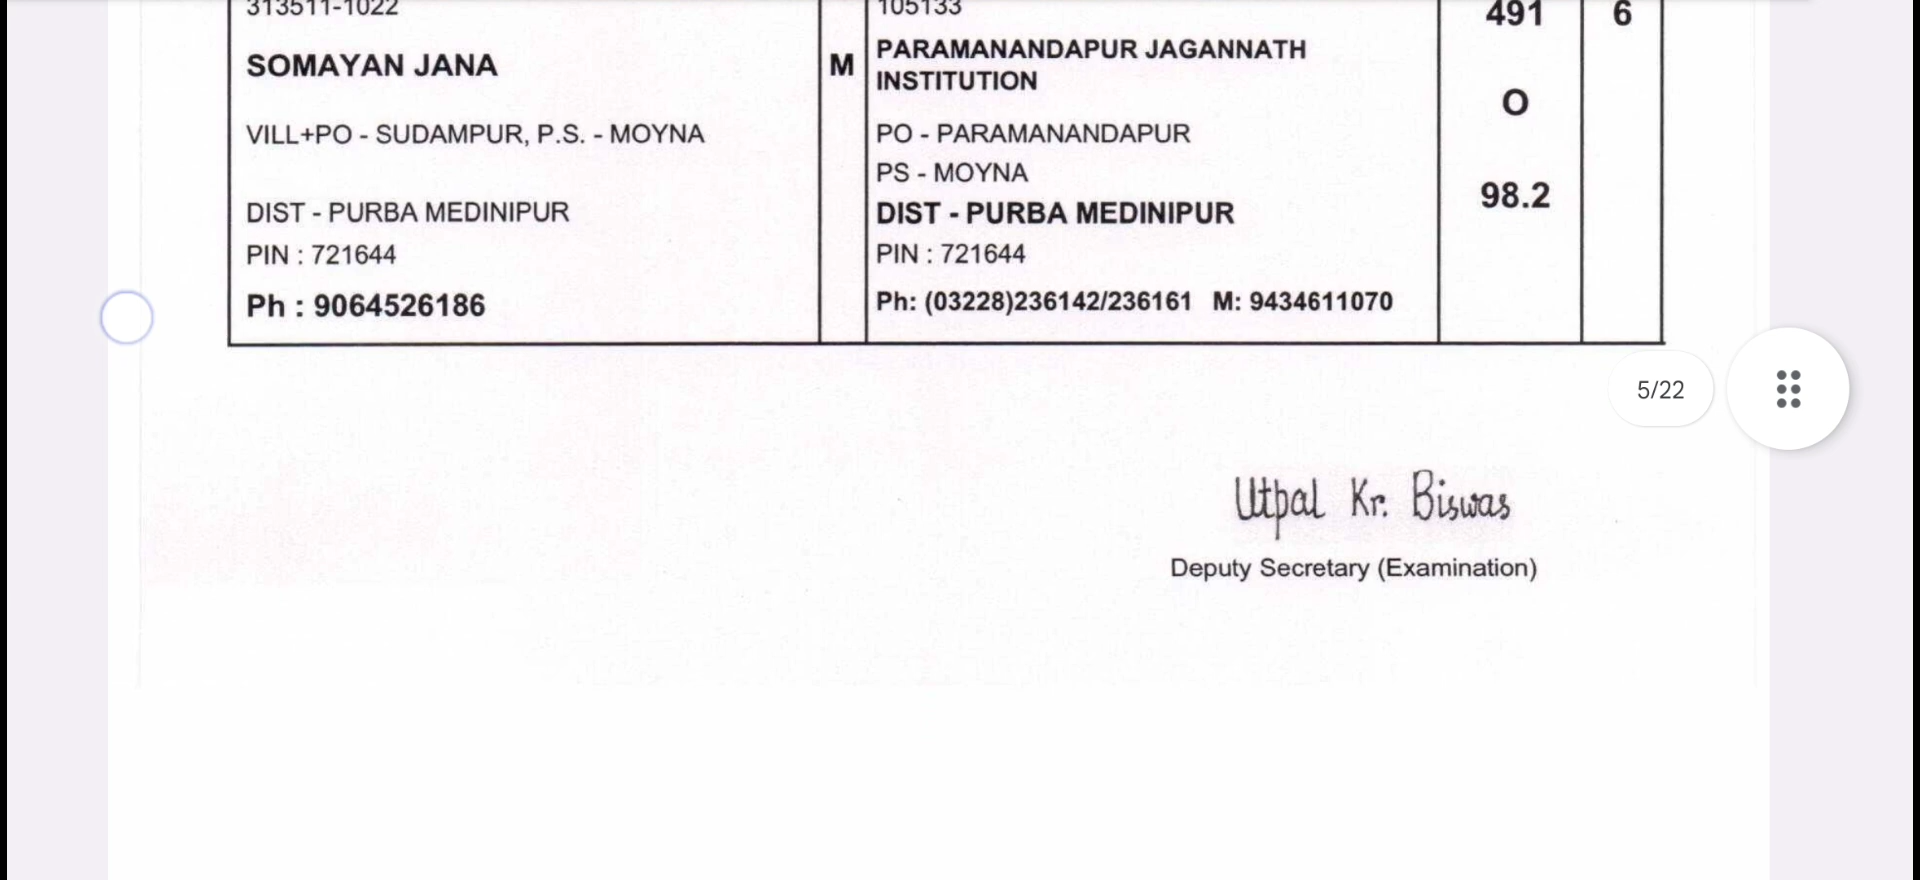 313511-1022
SOMAYAN JANA
VILL+PO - SUDAMPUR, P.S. - MOYNA
DIST - PURBA MEDINIPUR
PIN : 721644
Ph : 9064526186
M
105133
PARAMANANDAPUR JAGANNATH
INSTITUTION
PO - PARAMANANDAPUR
PS - MOYNA
DIST - PURBA MEDINIPUR
PIN : 721644
Ph: (03228)236142/236161 M: 9434611070
491
O
98.2
6
5/22
Utpal Kr. Biswas
Deputy Secretary (Examination)